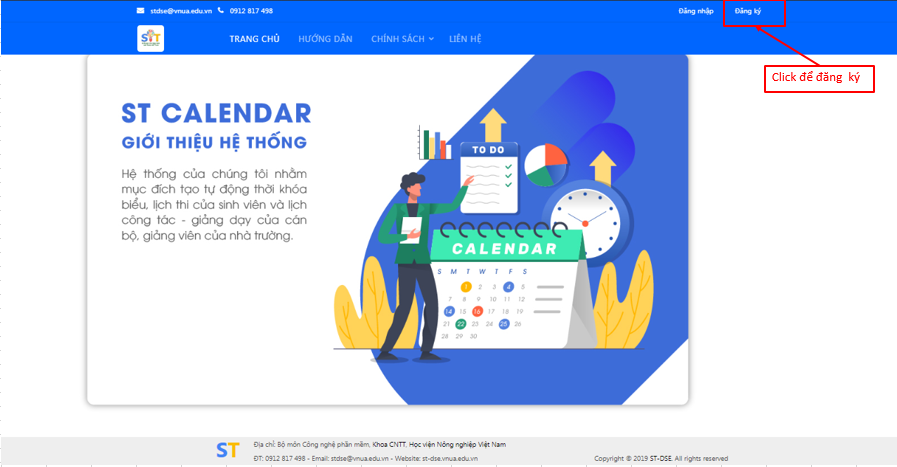 stdse@vnua.edu.vn 0912 817 498 Đăng nhập Đăng ký
ST TRANG CHỦ HƯỚNG DẪN CHÍNH SÁCH LIÊN HỆ
Click để đăng ký
ST CALENDAR
GIỚI THIỆU HỆ THỐNG
Hệ thống của chúng tôi nhằm
mục đích tạo tự động thời khóa
biểu, lịch thi của sinh viên và lịch
công tác - giảng dạy của cán
bộ, giảng viên của nhà trường.
TO DO
CALENDAR
S M T W T F S
1 2 3 4 5
7 8 9 10 11 12
14 15 16 17 18 19
21 22 23 24 25 26
28 29 30
ST
Địa chỉ: Bộ môn Công nghệ phần mềm, Khoa CNTT, Học viện Nông nghiệp Việt Nam
ĐT: 0912 817 498 - Email: stdse@vnua.edu.vn - Website: st-dse.vnua.edu.vn
Copyright © 2019 ST-DSE. All rights reserved